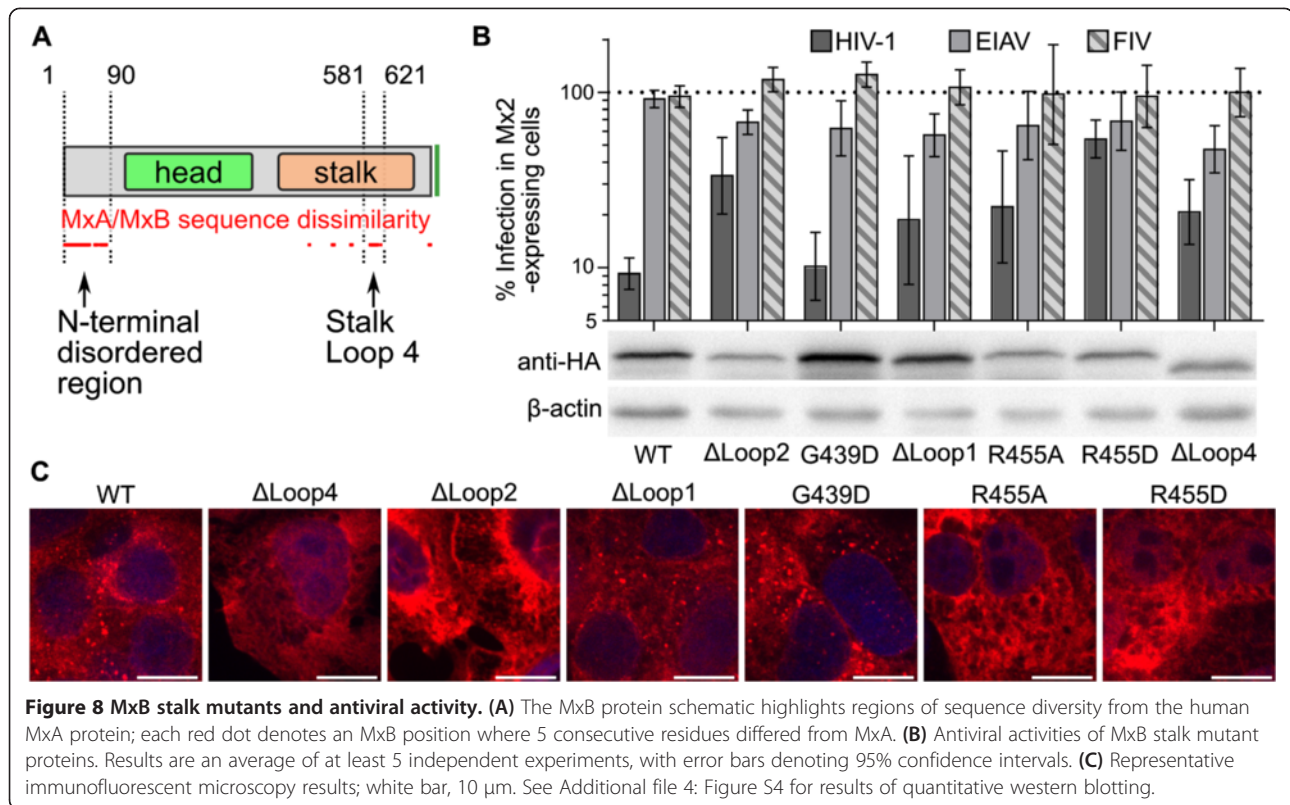 A
1 90 581 621
head stalk
MxA/MxB sequence dissimilarity
N-terminal
disordered
region
Stalk
Loop 4
B
HIV-1 EIAV FIV
% Infection in Mx2
-expressing cells
100
10
5
anti-HA
β-actin
WT ΔLoop2 G439D ΔLoop1 R455A R455D ΔLoop4
C
WT ΔLoop4 ΔLoop2 ΔLoop1 G439D R455A R455D
Figure 8 MxB stalk mutants and antiviral activity. (A) The MxB protein schematic highlights regions of sequence diversity from the human
MxA protein; each red dot denotes an MxB position where 5 consecutive residues differed from MxA. (B) Antiviral activities of MxB stalk mutant
proteins. Results are an average of at least 5 independent experiments, with error bars denoting 95% confidence intervals. (C) Representative
immunofluorescent microscopy results; white bar, 10 μm. See Additional file 4: Figure S4 for results of quantitative western blotting.